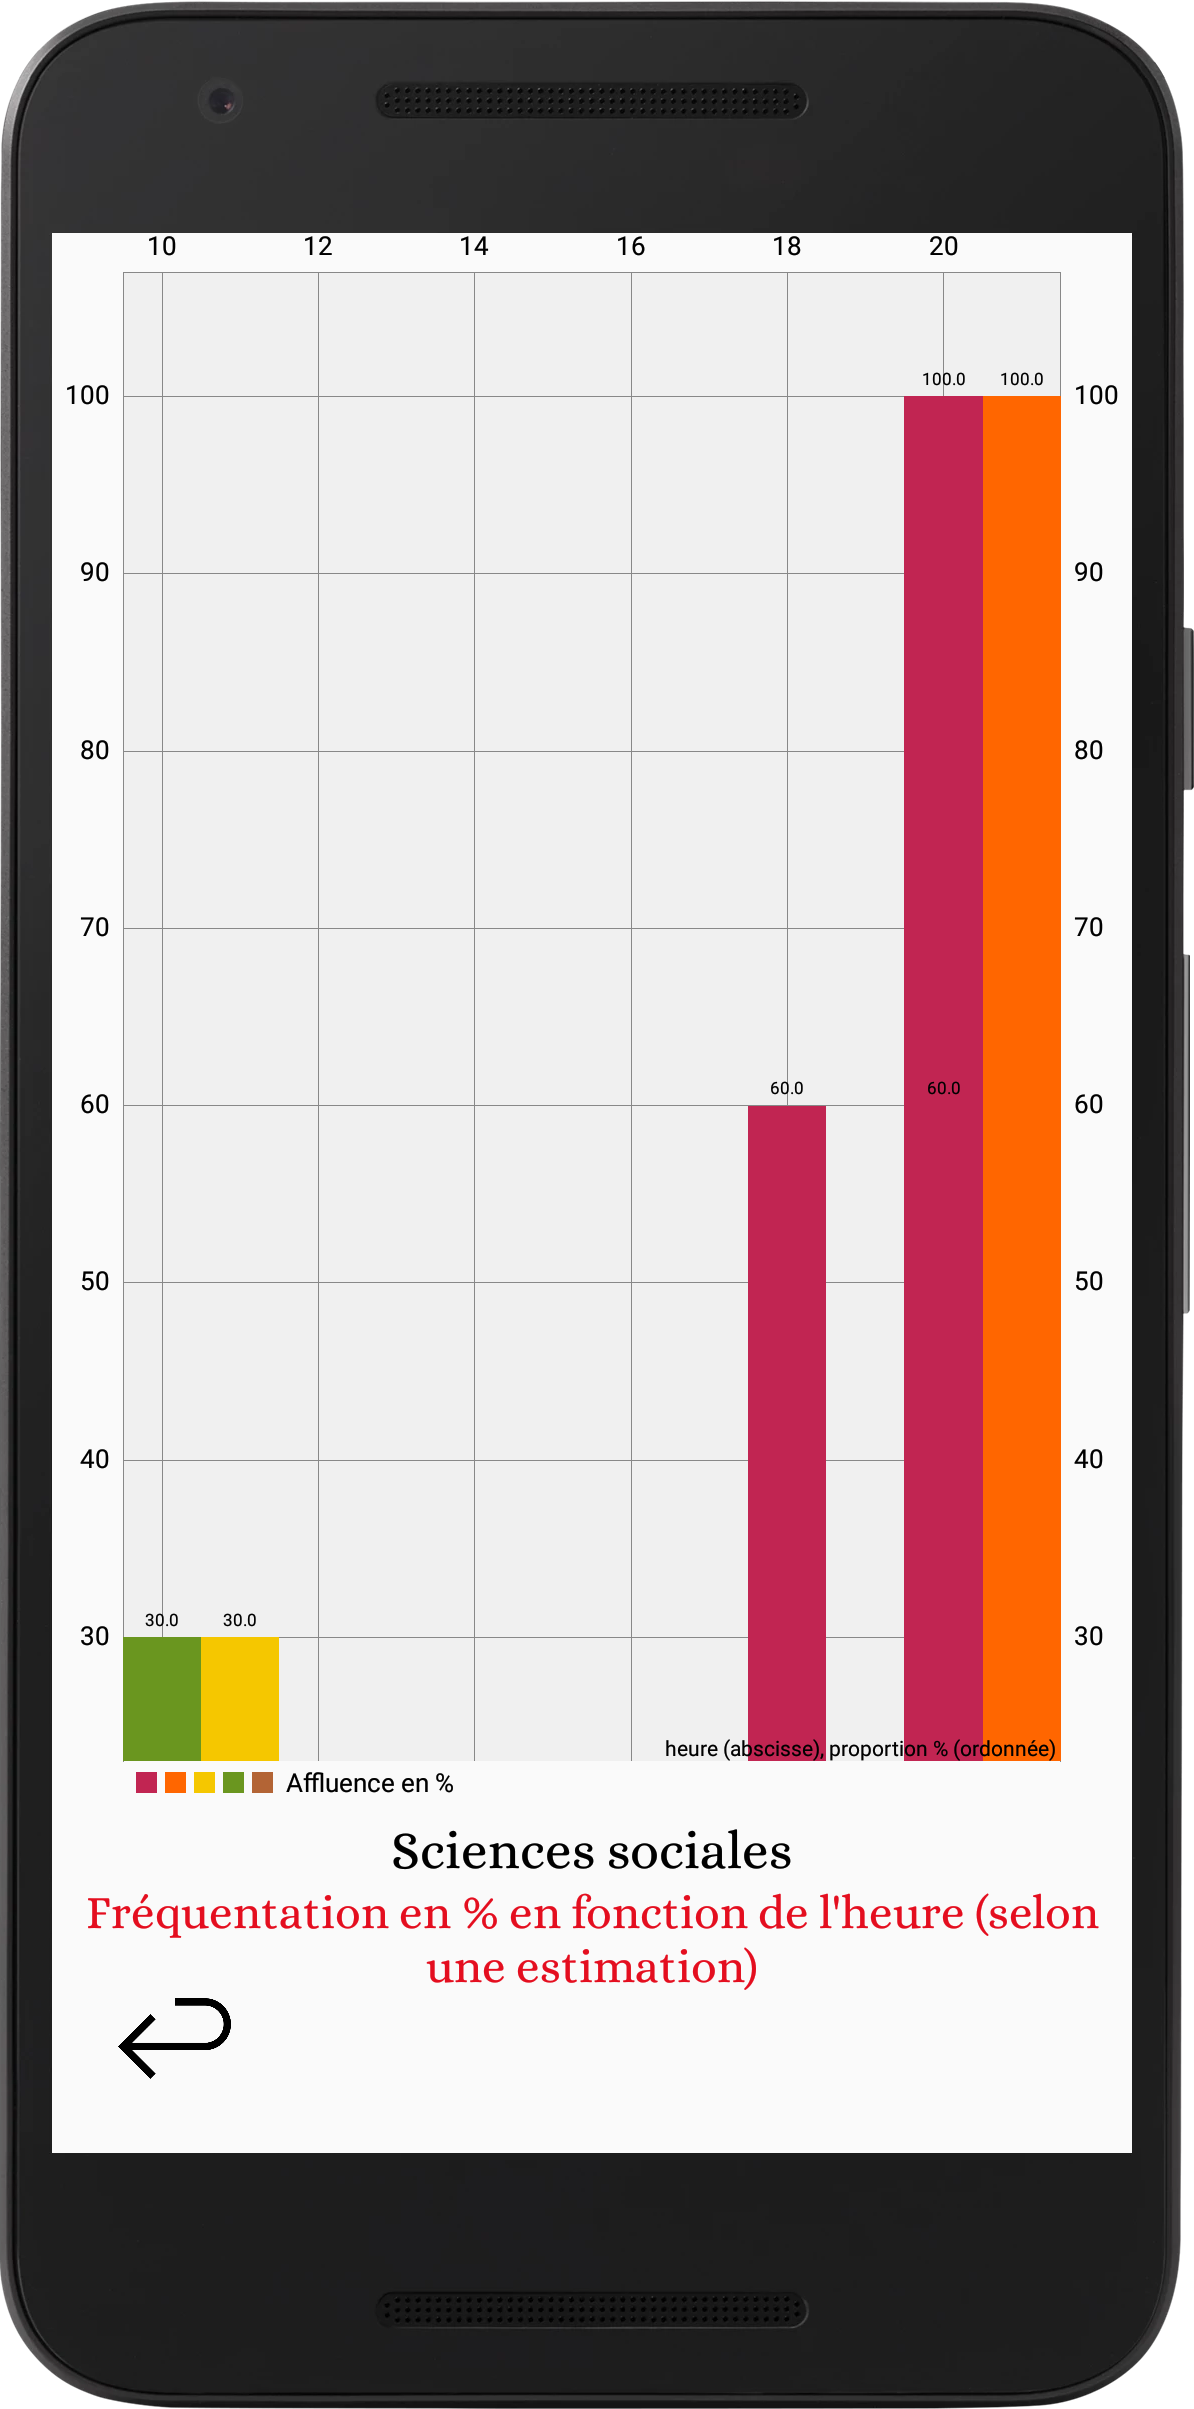 10 12 14 16 18 20
100.0 100.0
100 100
90 90
80 80
70 70
60.0 60.0
60 60
50 50
40 40
30.0 30.0
30 30
heure (abscisse), proportion % (ordonnée)
Affluence en %
Sciences sociales
Fréquentation en % en fonction de l'heure (selon
une estimation)